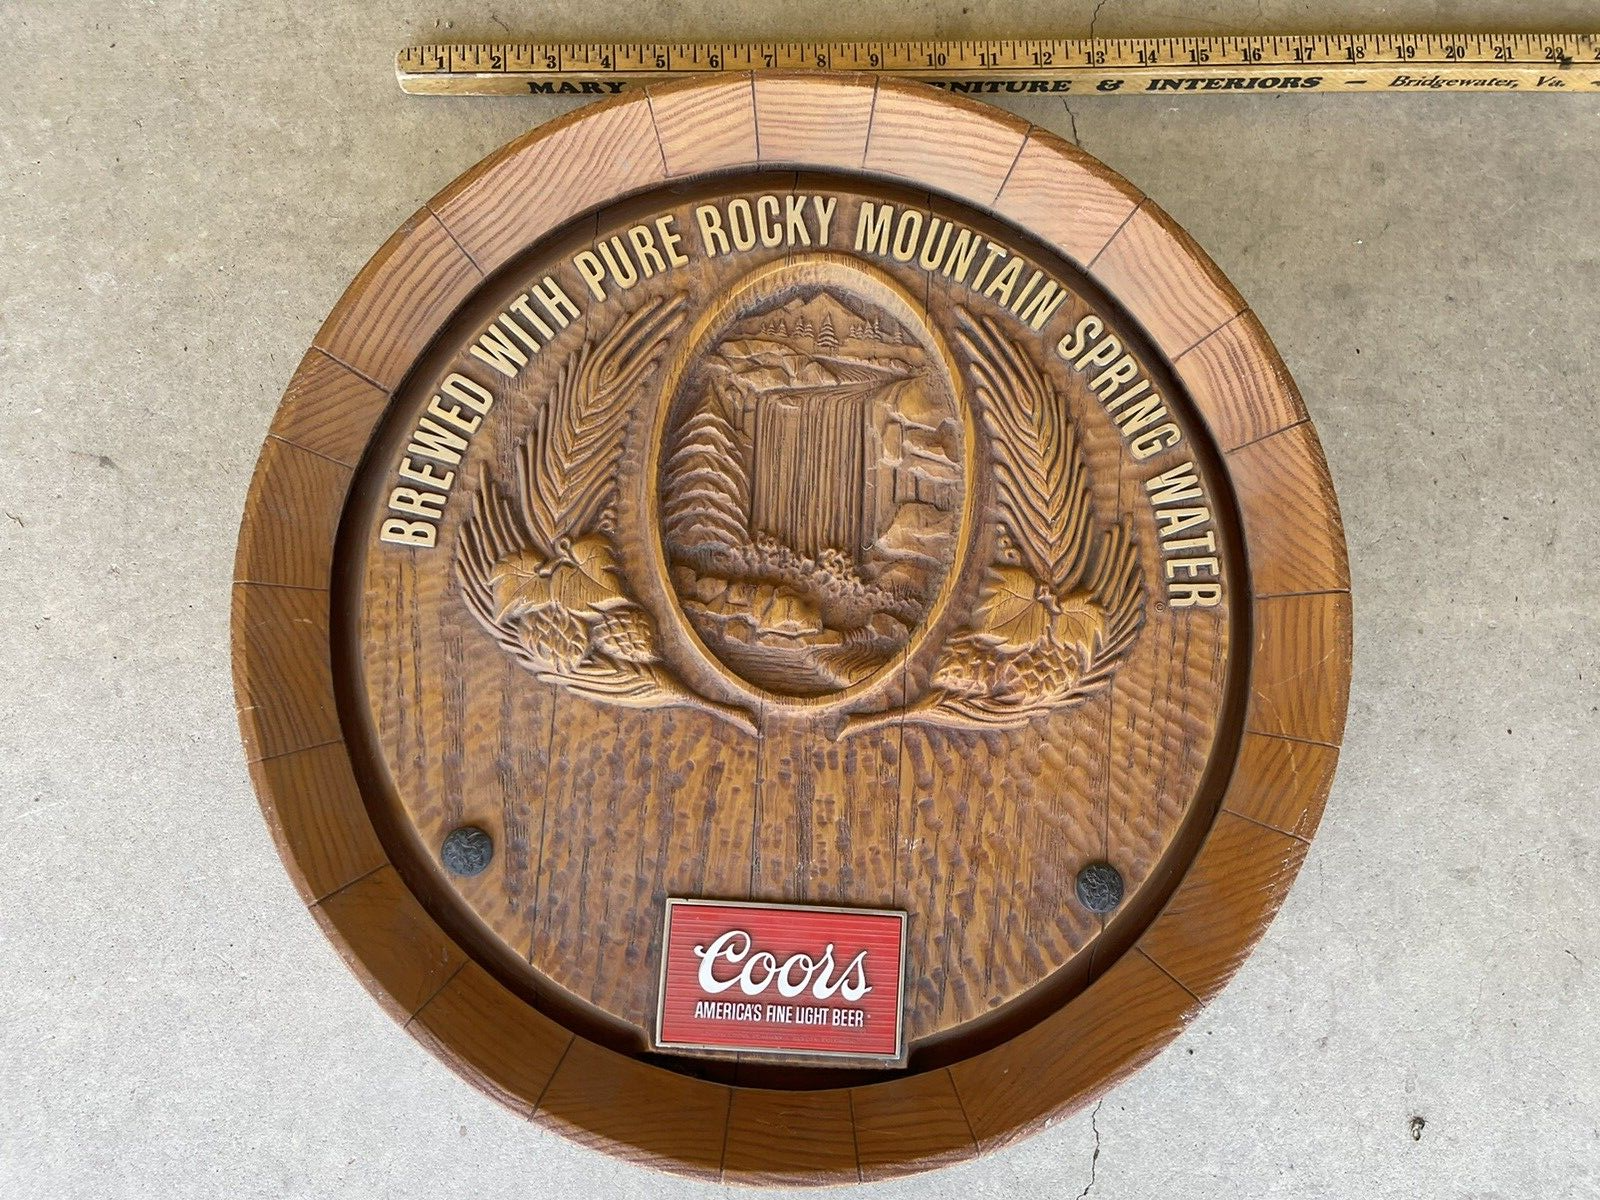 1 2 3 4 5 6 7 8 9 10 11 12 13 14 15 16 17 18 19 20 21 22
MARY RNITURE & INTERIORS — Bridgewater, Va.
BREWED WITH PURE ROCKY MOUNTAIN SPRING WATER
©
Coors
AMERICA'S FINE LIGHT BEER